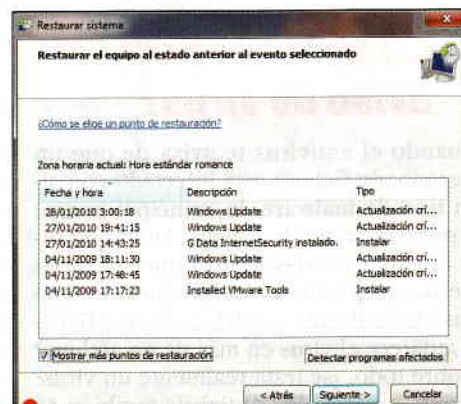 Restaurar sistema
Restaurar el equipo al estado anterior al evento seleccionado
¿Cómo se elige un punto de restauración?
Zona horaria actual: Hora estándar romance
Fecha y hora Descripción Tipo
28/01/2010 3:00:18 Windows Update Actualización crí...
27/01/2010 19:41:15 Windows Update Actualización crí...
27/01/2010 14:43:25 G Data InternetSecurity instalado. Instalar
04/11/2009 18:11:30 Windows Update Actualización crí...
04/11/2009 17:48:45 Windows Update Actualización crí...
04/11/2009 17:17:23 Installed VMware Tools Instalar
Mostrar más puntos de restauración
Detectar programas afectados
< Atrás Siguiente > Cancelar